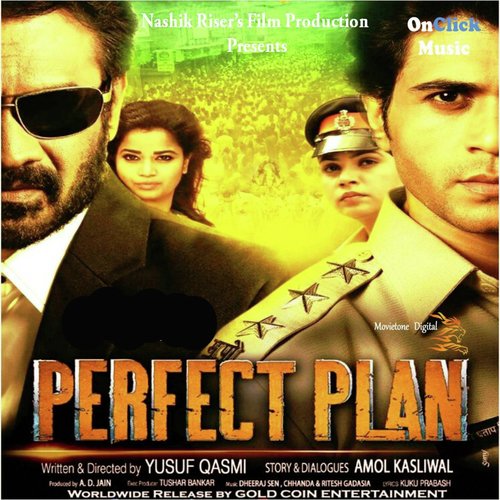 Nashik Riser's Film Production
Presents
OnClick
Music
Movietone Digital
PERFECT PLAN
Written & Directed by YUSUF QASMI
STORY & DIALOGUES AMOL KASLIWAL
Produced by A. D. JAIN
Exec Producer TUSHAR BANKAR
Music DHEERAJ SEN, CHHANDA & RITESH GADASIA
LYRICS KUKU PRABASH
WORLDWIDE RELEASE BY GOLD COIN ENTERTAINMENT